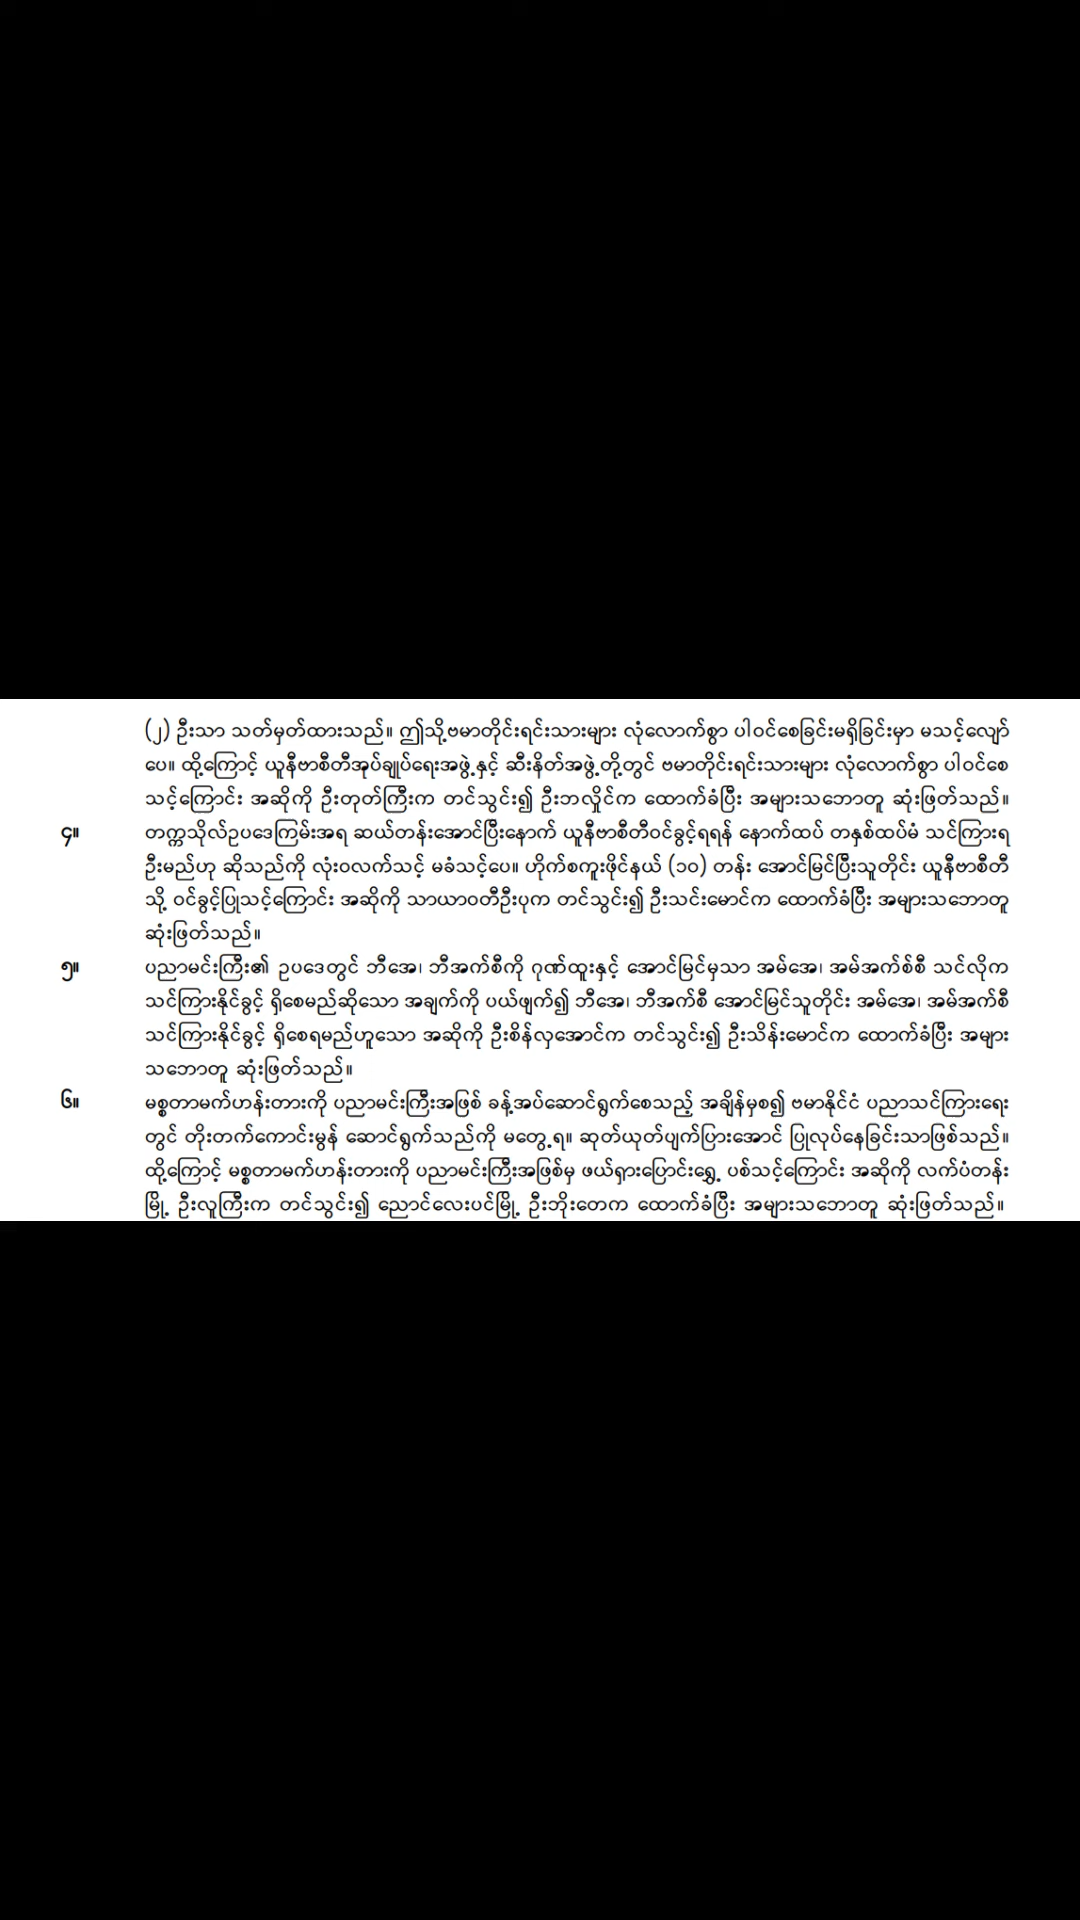 (၂) ဦးသာ သတ်မှတ်ထားသည်။ ဤသို့ဗမာတိုင်းရင်းသားများ လုံလောက်စွာ ပါဝင်စေခြင်းမရှိခြင်းမှာ မသင့်လျော်
ပေ။ ထို့ကြောင့် ယူနီဗာစီတီအုပ်ချုပ်ရေးအဖွဲ့နှင့် ဆီးနိတ်အဖွဲ့တို့တွင် ဗမာတိုင်းရင်းသားများ လုံလောက်စွာ ပါဝင်စေ
သင့်ကြောင်း အဆိုကို ဦးတုတ်ကြီးက တင်သွင်း၍ ဦးဘလှိုင်က ထောက်ခံပြီး အများသဘောတူ ဆုံးဖြတ်သည်။
၄။ တက္ကသိုလ်ဥပဒေကြမ်းအရ ဆယ်တန်းအောင်ပြီးနောက် ယူနီဗာစီတီဝင်ခွင့်ရရန် နောက်ထပ် တနှစ်ထပ်မံ သင်ကြားရ
ဦးမည်ဟု ဆိုသည်ကို လုံးဝလက်သင့် မခံသင့်ပေ။ ဟိုက်စကူးဖိုင်နယ် (၁၀) တန်း အောင်မြင်ပြီးသူတိုင်း ယူနီဗာစီတီ
သို့ ဝင်ခွင့်ပြုသင့်ကြောင်း အဆိုကို သာယာဝတီဦးပုက တင်သွင်း၍ ဦးသင်းမောင်က ထောက်ခံပြီး အများသဘောတူ
ဆုံးဖြတ်သည်။
၅။ ပညာမင်းကြီး၏ ဥပဒေတွင် ဘီအေ၊ ဘီအက်စီကို ဂုဏ်ထူးနှင့် အောင်မြင်မှသာ အမ်အေ၊ အမ်အက်စ်စီ သင်လိုက
သင်ကြားနိုင်ခွင့် ရှိစေမည်ဆိုသော အချက်ကို ပယ်ဖျက်၍ ဘီအေ၊ ဘီအက်စီ အောင်မြင်သူတိုင်း အမ်အေ၊ အမ်အက်စီ
သင်ကြားနိုင်ခွင့် ရှိစေရမည်ဟူသော အဆိုကို ဦးစိန်လှအောင်က တင်သွင်း၍ ဦးသိန်းမောင်က ထောက်ခံပြီး အများ
သဘောတူ ဆုံးဖြတ်သည်။
၆။ မစ္စတာမက်ဟန်းတားကို ပညာမင်းကြီးအဖြစ် ခန့်အပ်ဆောင်ရွက်စေသည့် အချိန်မှစ၍ ဗမာနိုင်ငံ ပညာသင်ကြားရေး
တွင် တိုးတက်ကောင်းမွန် ဆောင်ရွက်သည်ကို မတွေ့ရ။ ဆုတ်ယုတ်ပျက်ပြားအောင် ပြုလုပ်နေခြင်းသာဖြစ်သည်။
ထို့ကြောင့် မစ္စတာမက်ဟန်းတားကို ပညာမင်းကြီးအဖြစ်မှ ဖယ်ရှားပြောင်းရွှေ့ ပစ်သင့်ကြောင်း အဆိုကို လက်ပံတန်း
မြို့ ဦးလူကြီးက တင်သွင်း၍ ညောင်လေးပင်မြို့ ဦးဘိုးတေက ထောက်ခံပြီး အများသဘောတူ ဆုံးဖြတ်သည်။